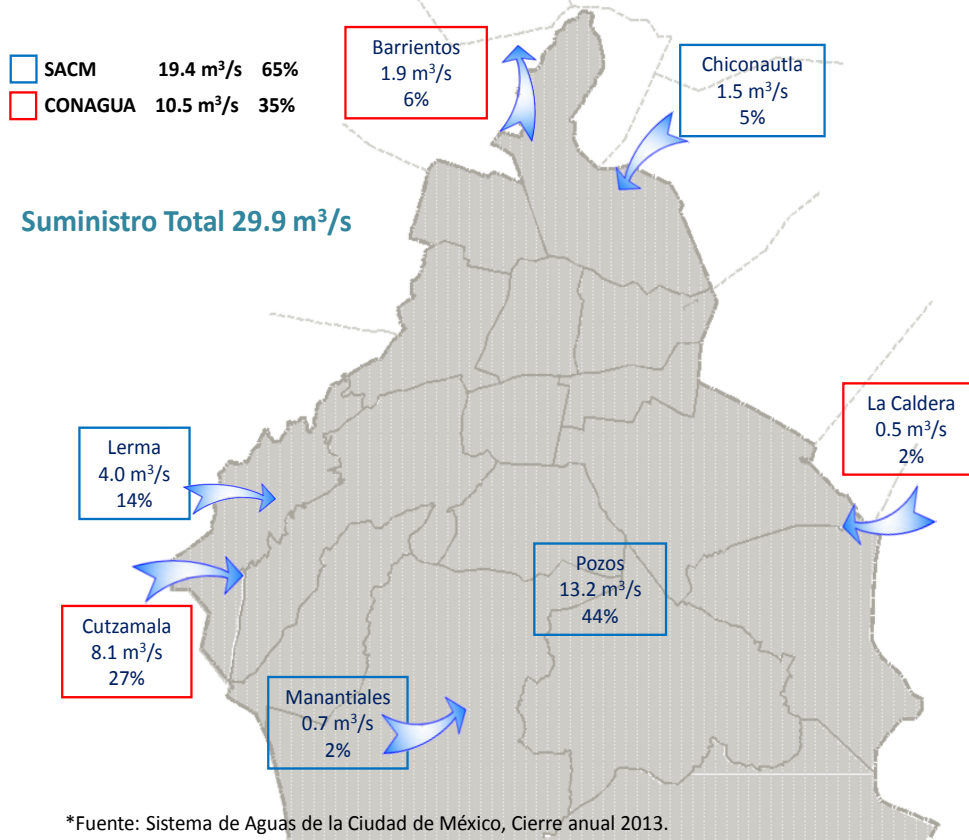 SACM 19.4 m³/s 65%
CONAGUA 10.5 m³/s 35%
Suministro Total 29.9 m³/s
Barrientos
1.9 m³/s
6%
Chiconautla
1.5 m³/s
5%
La Caldera
0.5 m³/s
2%
Lerma
4.0 m³/s
14%
Pozos
13.2 m³/s
44%
Cutzamala
8.1 m³/s
27%
Manantiales
0.7 m³/s
2%
*Fuente: Sistema de Aguas de la Ciudad de México, Cierre anual 2013.